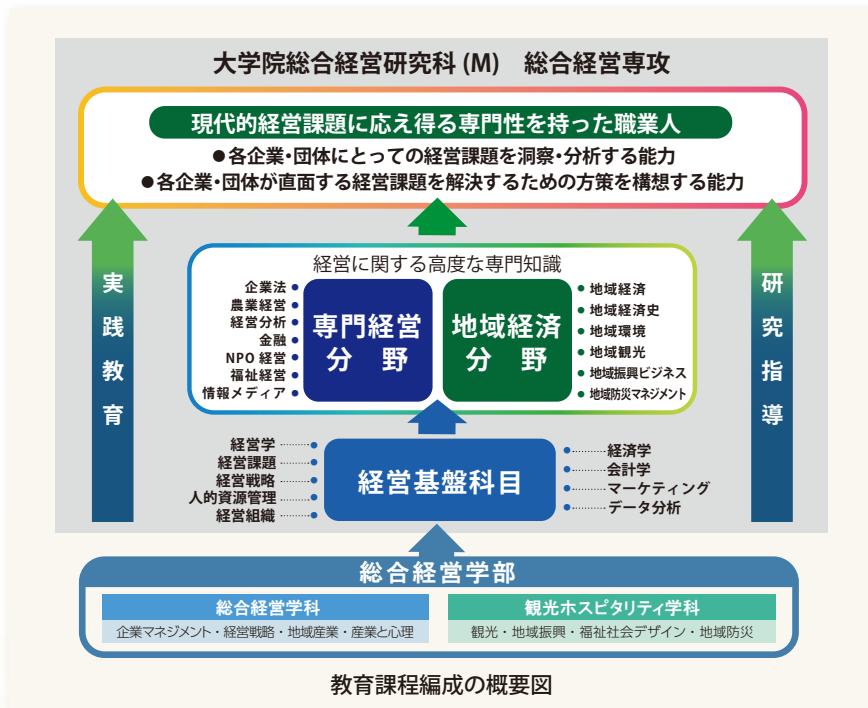 大学院総合経営研究科 (M)　総合経営専攻
現代的経営課題に応え得る専門性を持った職業人
●各企業・団体にとっての経営課題を洞察・分析する能力
●各企業・団体が直面する経営課題を解決するための方策を構想する能力
実践教育
研究指導
経営に関する高度な専門知識
企業法
農業経営
経営分析
金融
NPO 経営
福祉経営
情報メディア
専門経営
分 野
地域経済
分 野
地域経済
地域経済史
地域環境
地域観光
地域振興ビジネス
地域防災マネジメント
経営学
経営課題
経営戦略
人的資源管理
経営組織
経営基盤科目
経済学
会計学
マーケティング
データ分析
総合経営学部
総合経営学科
企業マネジメント・経営戦略・地域産業・産業と心理
観光ホスピタリティ学科
観光・地域振興・福祉社会デザイン・地域防災
教育課程編成の概要図